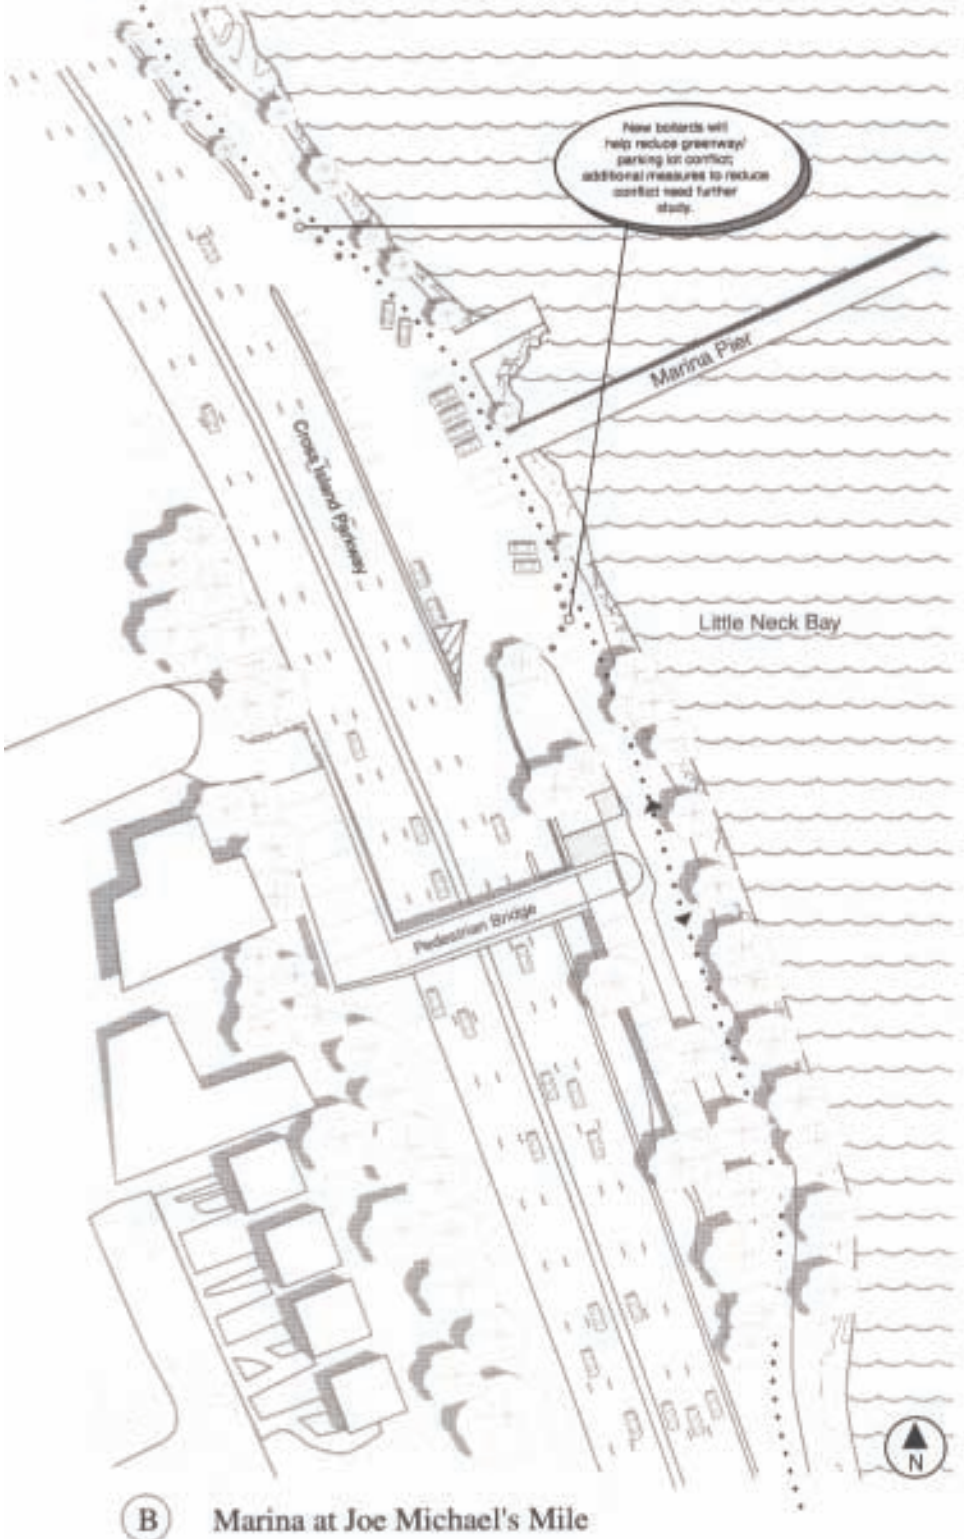 New bollards will
help reduce greenway/
parking lot conflict;
additional measures to reduce
conflict need further
study.
Marina Pier
Cross Island Parkway
Little Neck Bay
Pedestrian Bridge
N
B Marina at Joe Michael's Mile